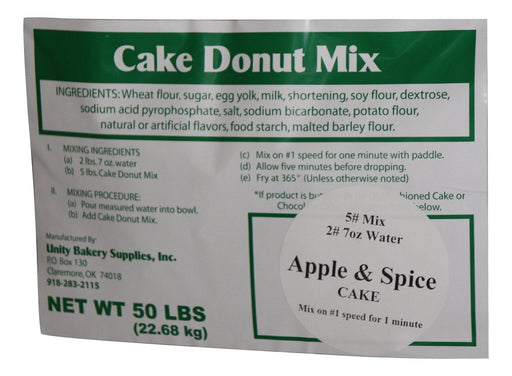 Cake Donut Mix
INGREDIENTS: Wheat flour, sugar, egg yolk, milk, shortening, soy flour, dextrose,
sodium acid pyrophosphate, salt, sodium bicarbonate, potato flour,
natural or artificial flavors, food starch, malted barley flour.
I. MIXING INGREDIENTS
(a) 2 lbs. 7 oz. water
(b) 5 lbs. Cake Donut Mix
II. MIXING PROCEDURE:
(a) Pour measured water into bowl.
(b) Add Cake Donut Mix.
(c) Mix on #1 speed for one minute with paddle.
(d) Allow five minutes before dropping.
(e) Fry at 365° (Unless otherwise noted)
*If product is Cake or
below.
Manufactured By:
Unity Bakery Supplies, Inc.
P.O. Box 130
Claremore, OK 74018
918-283-2115
NET WT 50 LBS
(22.68 kg)
5# Mix
2# 7oz Water
Apple & Spice
CAKE
Mix on #1 speed for 1 minute